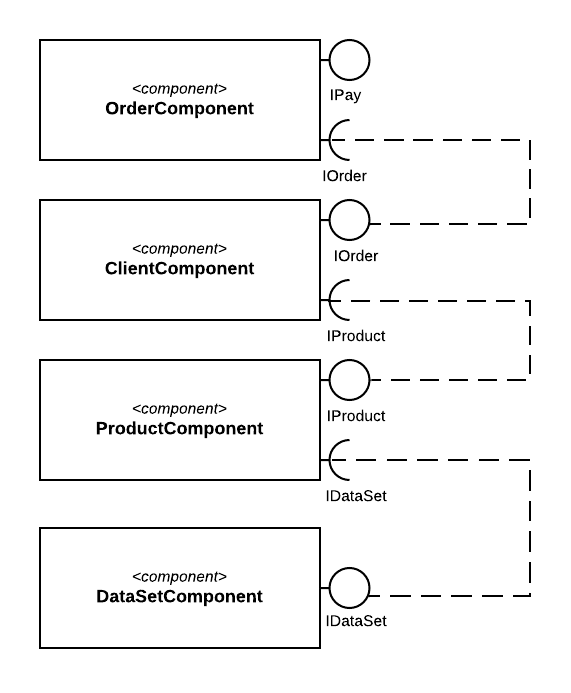 <component>
OrderComponent
IPay
IOrder
<component>
ClientComponent
IOrder
IProduct
<component>
ProductComponent
IProduct
IDataSet
<component>
DataSetComponent
IDataSet